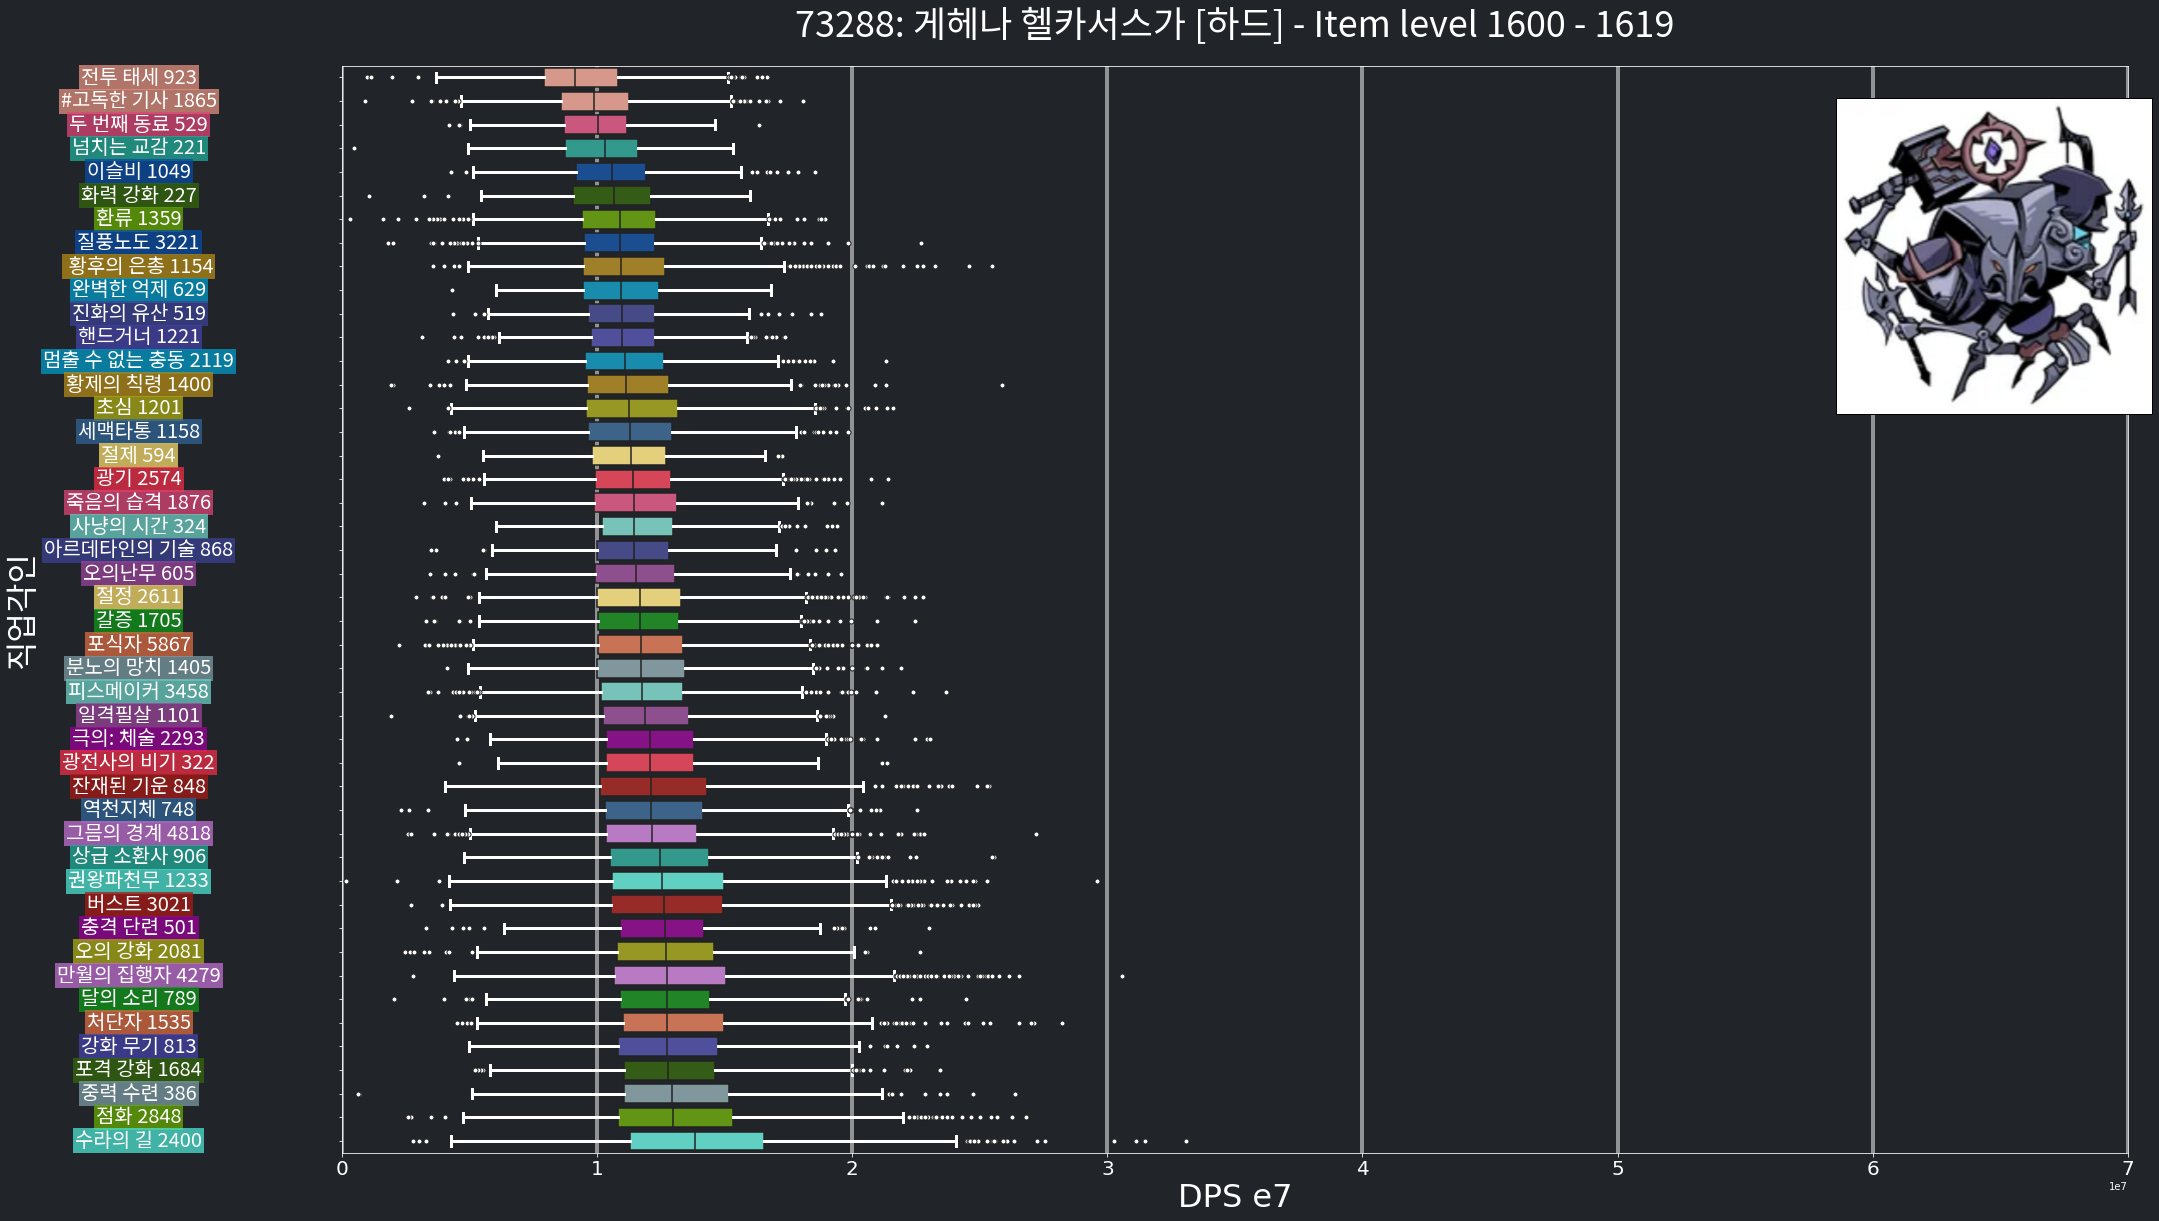 73288: 게헤나 헬카서스가 [하드] - Item level 1600 - 1619
전투 태세 923
#고독한 기사 1865
두 번째 동료 529
넘치는 교감 221
이슬비 1049
화력 강화 227
환류 1359
질풍노도 3221
황후의 은총 1154
완벽한 억제 629
진화의 유산 519
핸드거너 1221
멈출 수 없는 충동 2119
황제의 칙령 1400
초심 1201
세맥타통 1158
절제 594
광기 2574
죽음의 습격 1876
사냥의 시간 324
아르데타인의 기술 868
오의난무 605
절정 2611
갈증 1705
포식자 5867
분노의 망치 1405
피스메이커 3458
일격필살 1101
극의: 체술 2293
광전사의 비기 322
잔재된 기운 848
역천지체 748
그믐의 경계 4818
상급 소환사 906
권왕파천무 1233
버스트 3021
충격 단련 501
오의 강화 2081
만월의 집행자 4279
달의 소리 789
처단자 1535
강화 무기 813
포격 강화 1684
중력 수련 386
점화 2848
수라의 길 2400
직업각인
0 1 2 3 4 5 6 7
DPS e7
1e7